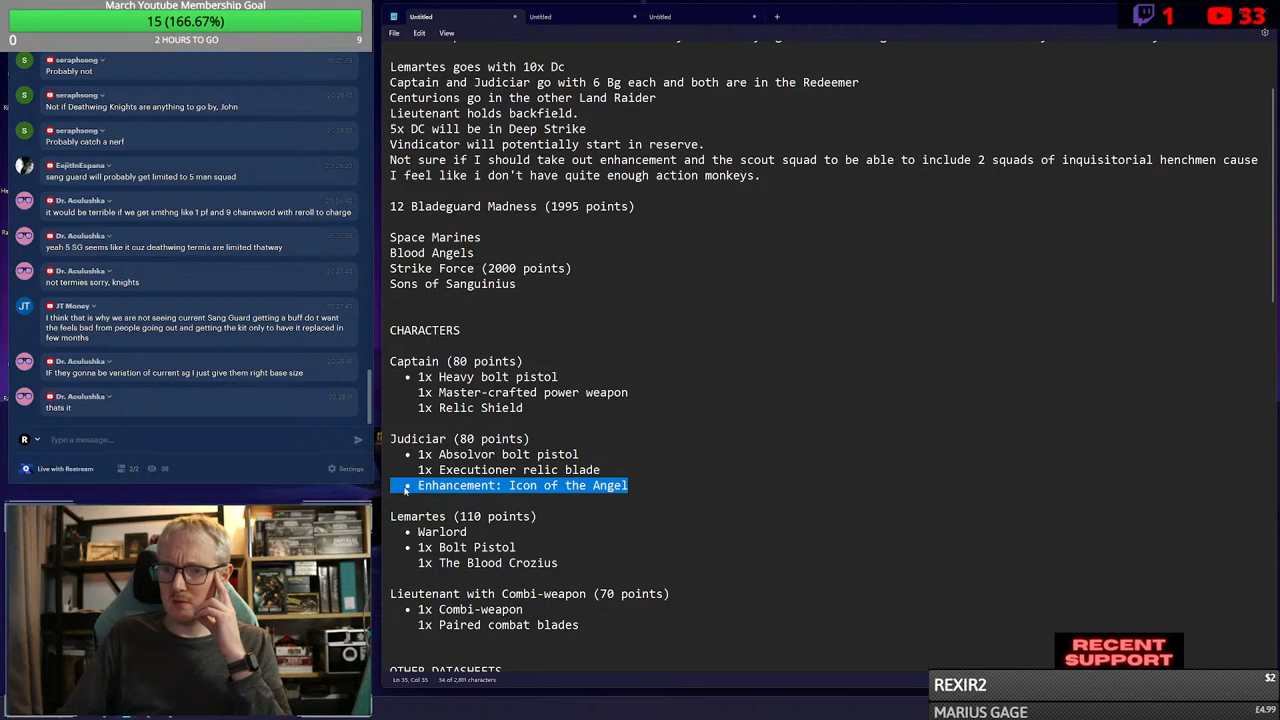 March Youtube Membership Goal
15 (166.67%)
0
2 HOURS TO GO
9
seraphsong
Probably not
seraphsong
Not if Deathwing Knights are anything to go by, John
seraphsong
Probably catch a nerf
EejitInEspana
sang guard will probably get limited to 5 man squad
Dr. Aculushka
it would be terrible if we get smthng like 1 pf and 9 chainsword with reroll to charge
Dr. Aculushka
yeah 5 SG seems like it cuz deathwing termis are limited thatway
Dr. Aculushka
not termies sorry, knights
JT
JT Money
I think that is why we are not seeing current Sang Guard getting a buff do t want
the feels bad from people going out and getting the kit only to have it replaced in
few months
Dr. Aculushka
IF they gonna be variation of current sg I just give them right base size
Dr. Aculushka
thats it
R
Type a message...
Live with Restream
2/2
38
Settings
Untitled
Untitled
Untitled
File
Edit
View
1
33
Lemartes goes with 10x Dc
Captain and Judiciar go with 6 Bg each and both are in the Redeemer
Centurions go in the other Land Raider
Lieutenant holds backfield.
5x DC will be in Deep Strike
Vindicator will potentially start in reserve.
Not sure if I should take out enhancement and the scout squad to be able to include 2 squads of inquisitorial henchmen cause
I feel like i don't have quite enough action monkeys.
12 Bladeguard Madness (1995 points)
Space Marines
Blood Angels
Strike Force (2000 points)
Sons of Sanguinius
CHARACTERS
Captain (80 points)
• 1x Heavy bolt pistol
1x Master-crafted power weapon
1x Relic Shield
Judiciar (80 points)
• 1x Absolvor bolt pistol
1x Executioner relic blade
• Enhancement: Icon of the Angel
Lemartes (110 points)
• Warlord
• 1x Bolt Pistol
1x The Blood Crozius
Lieutenant with Combi-weapon (70 points)
• 1x Combi-weapon
1x Paired combat blades
OTHER DATASHEETS
Ln 35, Col 35
34 of 2,811 characters
RECENT
SUPPORT
REXIR2
$2
MARIUS GAGE
£4.99